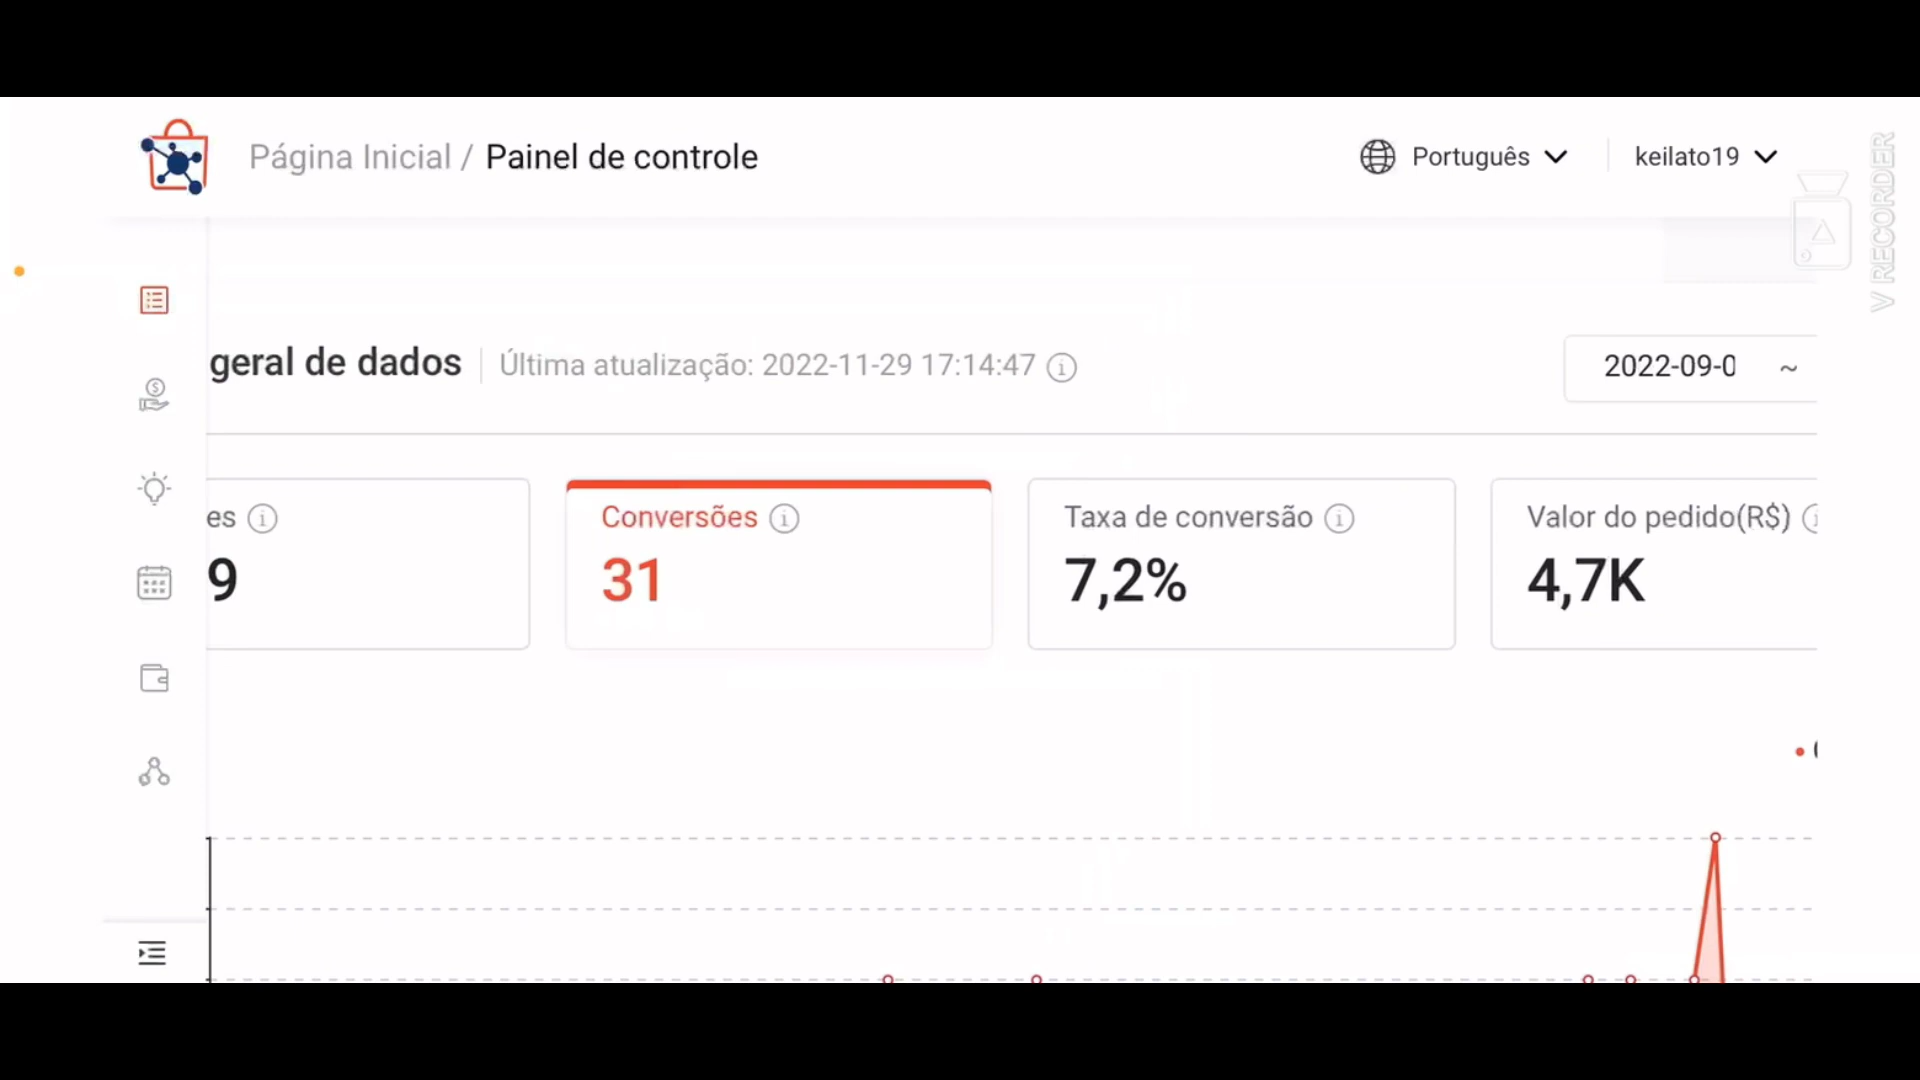 Página Inicial / Painel de controle
Português
keilato19
V RECORDER
geral de dados
Última atualização: 2022-11-29 17:14:47
2022-09-0 ~
es
9
Conversões
31
Taxa de conversão
7,2%
Valor do pedido(R$)
4,7K